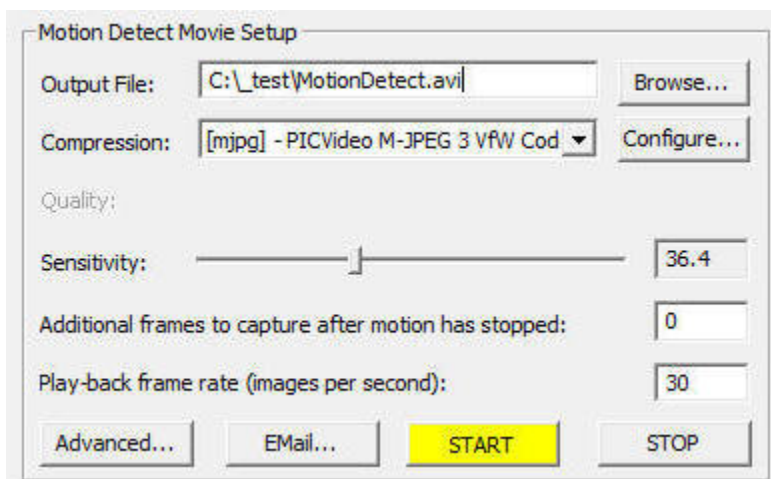 Motion Detect Movie Setup
Output File: C:\_test\MotionDetect.avi Browse...
Compression: [mjpg] - PICVideo M-JPEG 3 VfW Cod Configure...
Quality:
Sensitivity: 36.4
Additional frames to capture after motion has stopped: 0
Play-back frame rate (images per second): 30
Advanced... EMail... START STOP